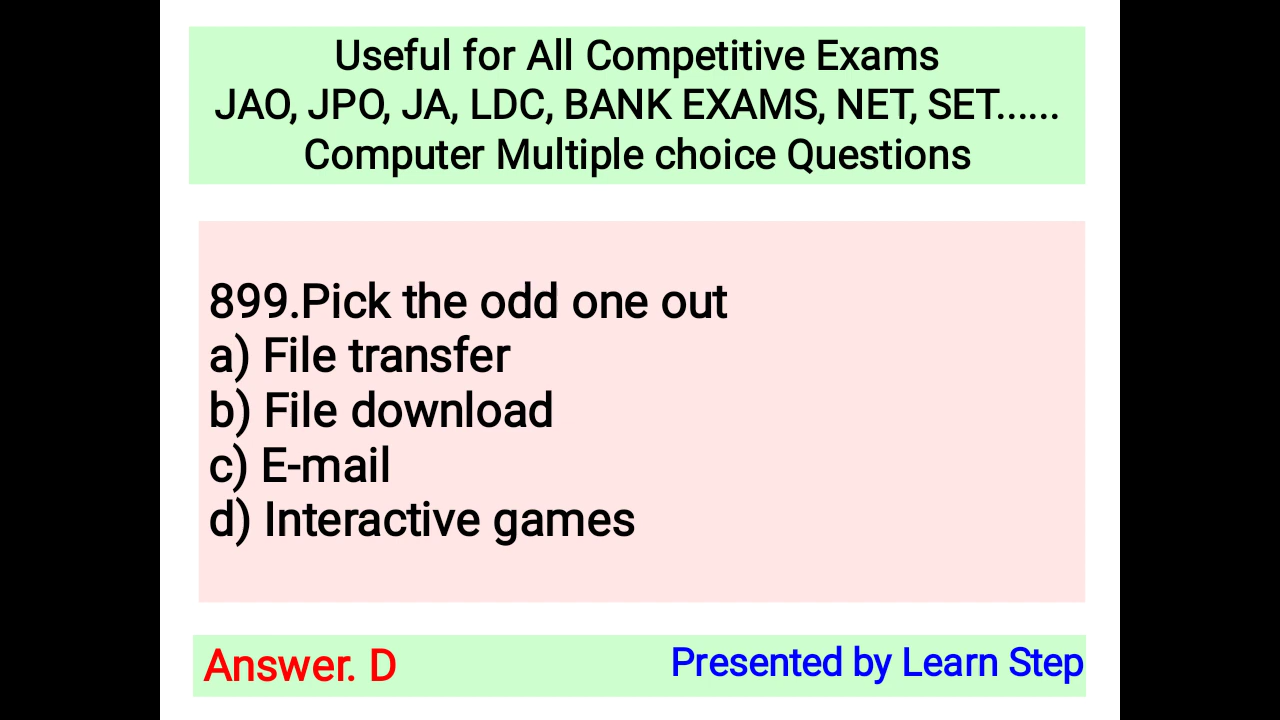 Useful for All Competitive Exams
JAO, JPO, JA, LDC, BANK EXAMS, NET, SET......
Computer Multiple choice Questions
899.Pick the odd one out
a) File transfer
b) File download
c) E-mail
d) Interactive games
Answer. D
Presented by Learn Step